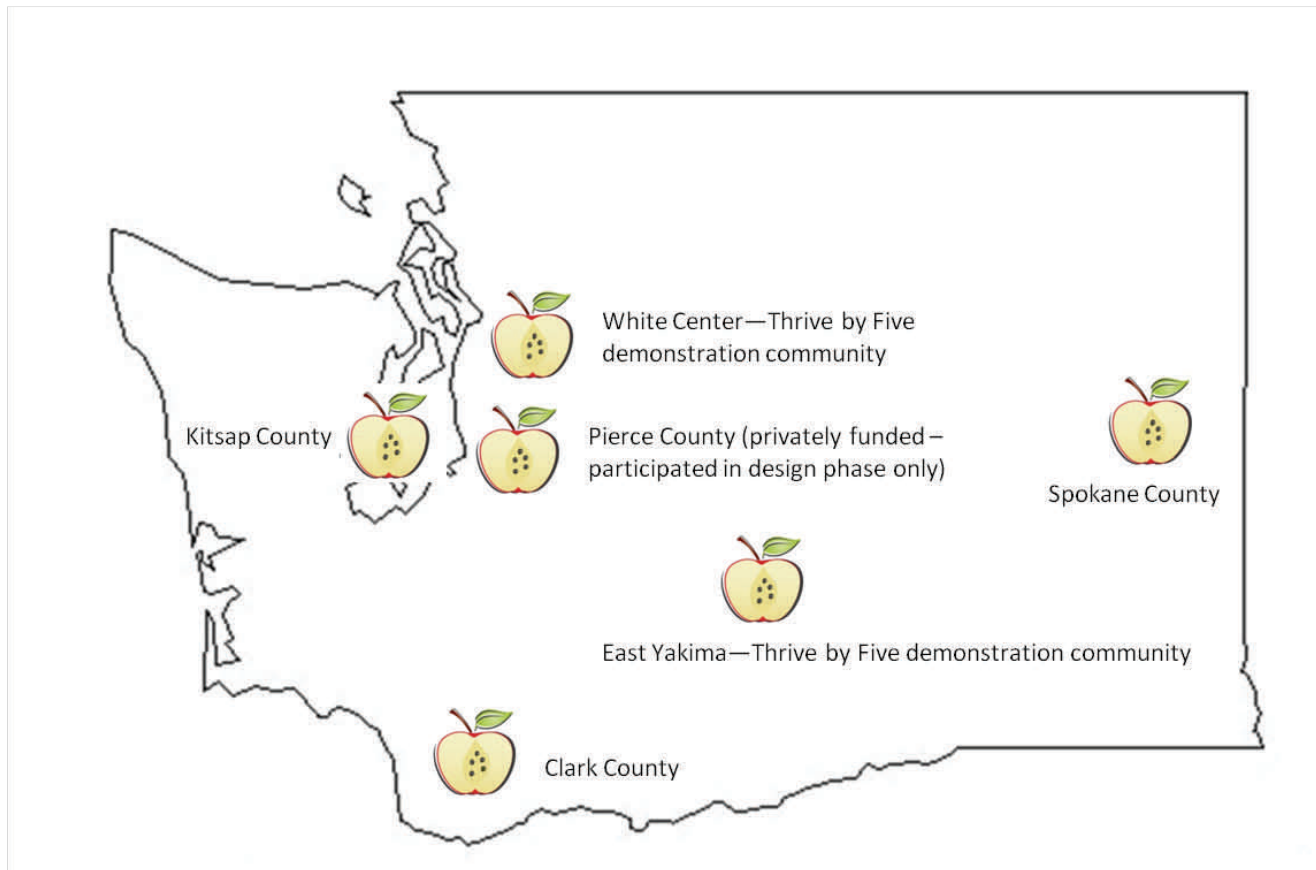 White Center—Thrive by Five
demonstration community
Kitsap County
Pierce County (privately funded –
participated in design phase only)
Spokane County
East Yakima—Thrive by Five demonstration community
Clark County